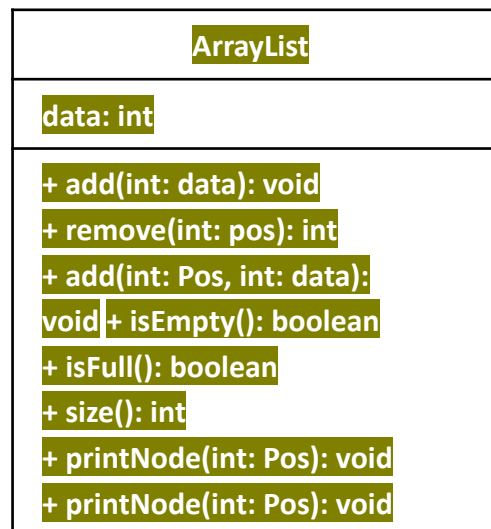 ArrayList
data: int
+ add(int: data): void
+ remove(int: pos): int
+ add(int: Pos, int: data):
void + isEmpty(): boolean
+ isFull(): boolean
+ size(): int
+ printNode(int: Pos): void
+ printNode(int: Pos): void